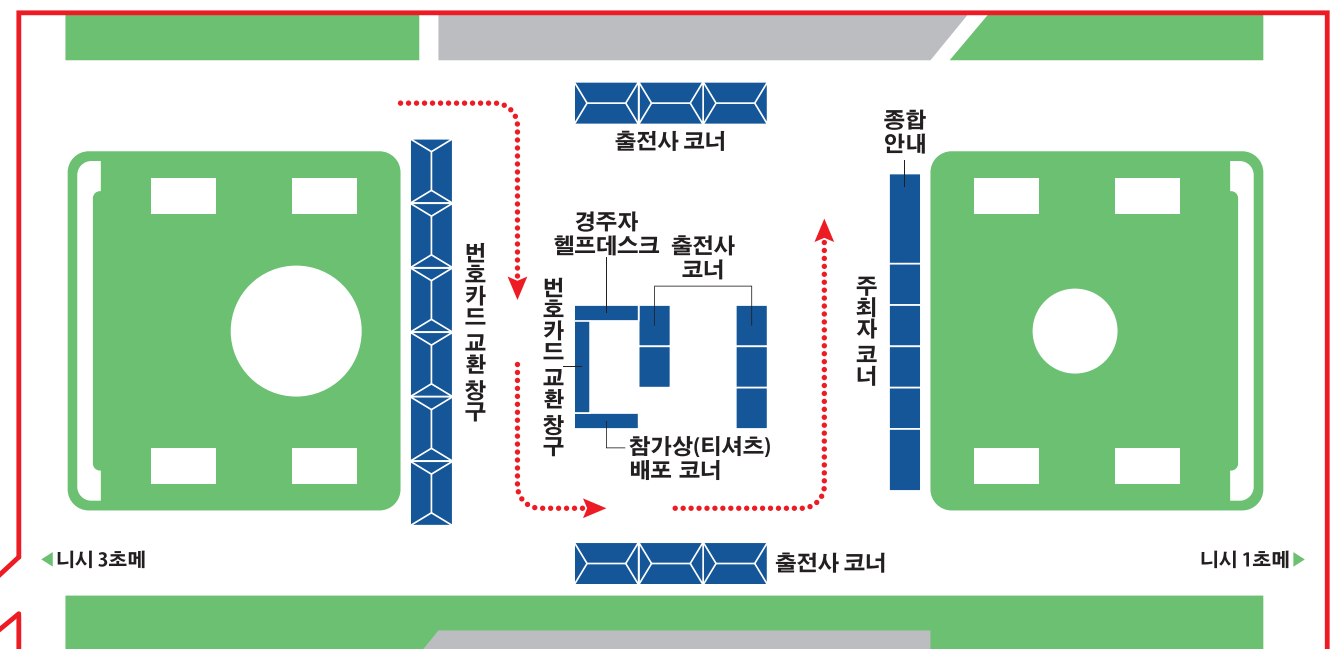 출전사 코너
종합
안내
경주자
헬프데스크
출전사
코너
번호카드 교환 창구
번호카드 교환 창구
주최자 코너
참가상(티셔츠)
배포 코너
출전사 코너
니시 3초메
니시 1초메